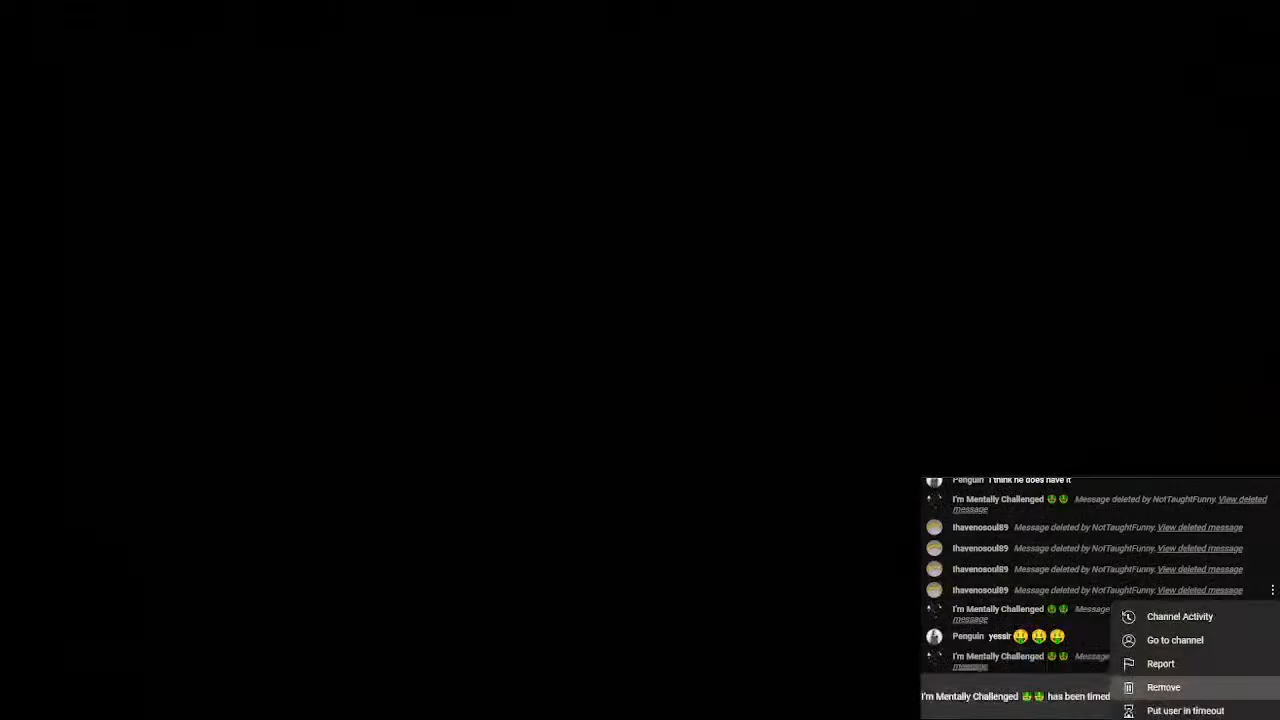 Penguin I think he does have it
I'm Mentally Challenged 🤑 🤑 Message deleted by NotTaughtFunny. View deleted
message
Ihavenosoul89 Message deleted by NotTaughtFunny. View deleted message
Ihavenosoul89 Message deleted by NotTaughtFunny. View deleted message
Ihavenosoul89 Message deleted by NotTaughtFunny. View deleted message
Ihavenosoul89 Message deleted by NotTaughtFunny. View deleted message
I'm Mentally Challenged 🤑 🤑 Message
message
Penguin yessir 🤑 🤑 🤑
I'm Mentally Challenged 🤑 🤑 Message
message
I'm Mentally Challenged 🤑 🤑 has been timed
Channel Activity
Go to channel
Report
Remove
Put user in timeout